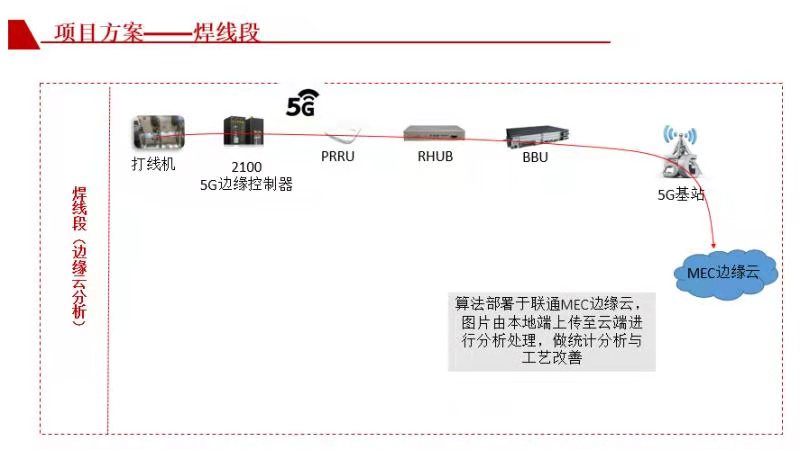 项目方案——焊线段
5G
打线机
2100
5G边缘控制器
PRRU
RHUB
BBU
5G基站
焊线段（边缘云分析）
MEC边缘云
算法部署于联通MEC边缘云，
图片由本地端上传至云端进
行分析处理，做统计分析与
工艺改善